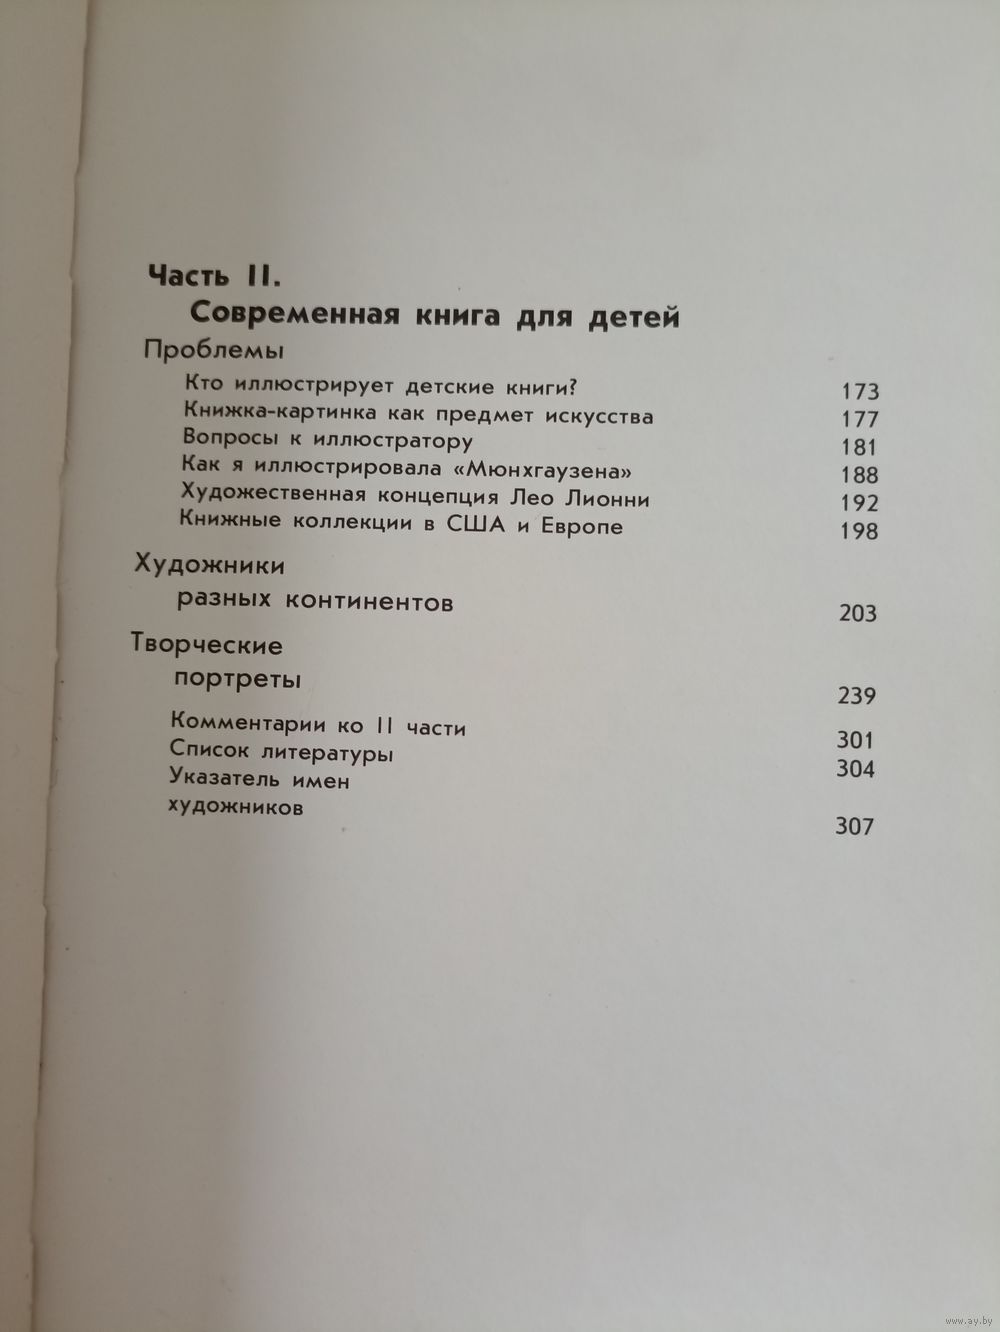 Часть II.
Современная книга для детей
Проблемы
Кто иллюстрирует детские книги? 173
Книжка-картинка как предмет искусства 177
Вопросы к иллюстратору 181
Как я иллюстрировала «Мюнхгаузена» 188
Художественная концепция Лео Лионни 192
Книжные коллекции в США и Европе 198
Художники
разных континентов 203
Творческие
портреты 239
Комментарии ко II части 301
Список литературы 304
Указатель имен
художников 307
www.ay.by